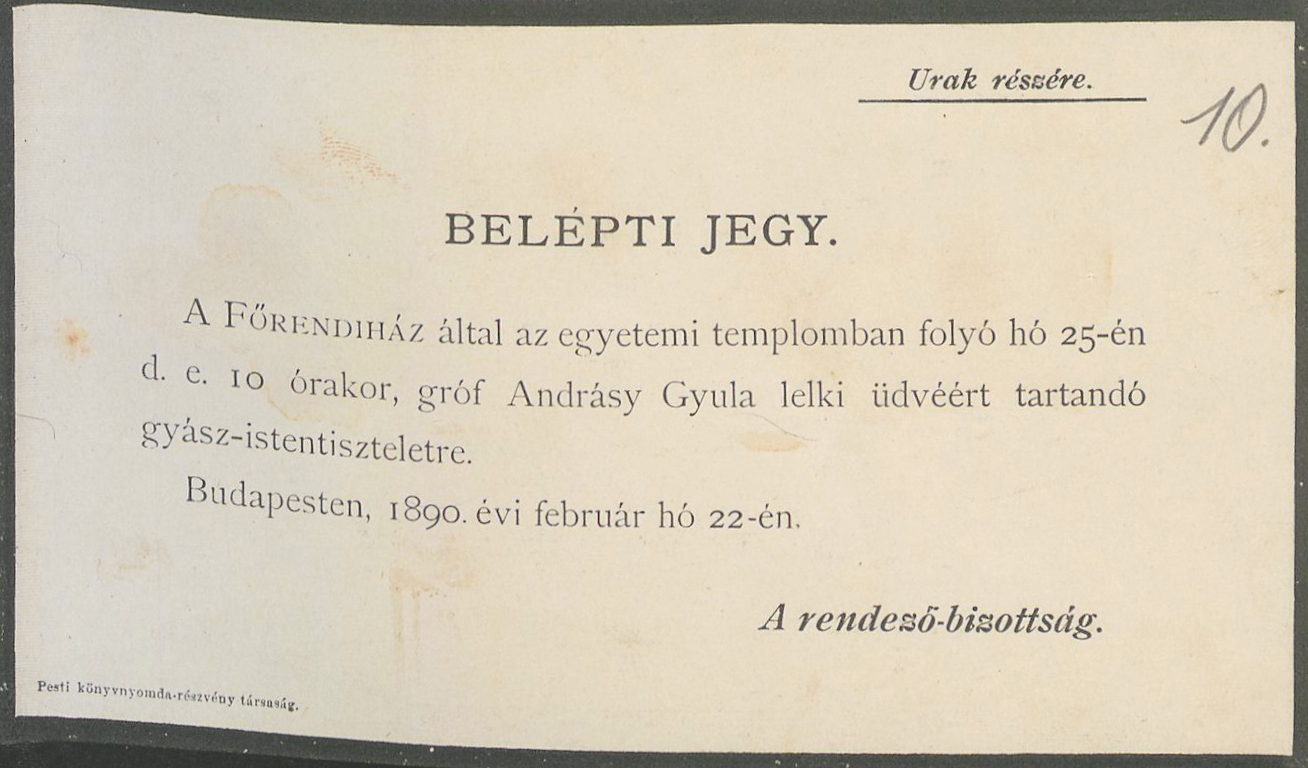 Urak részére.
10.
BELÉPTI JEGY.
A FŐRENDIHÁZ által az egyetemi templomban folyó hó 25-én
d. e. 10 órakor, gróf Andrásy Gyula lelki üdvéért tartandó
gyász-istentiszteletre.
Budapesten, 1890. évi február hó 22-én.
A rendező-bizottság.
Pesti könyvnyomda-részvény társaság.